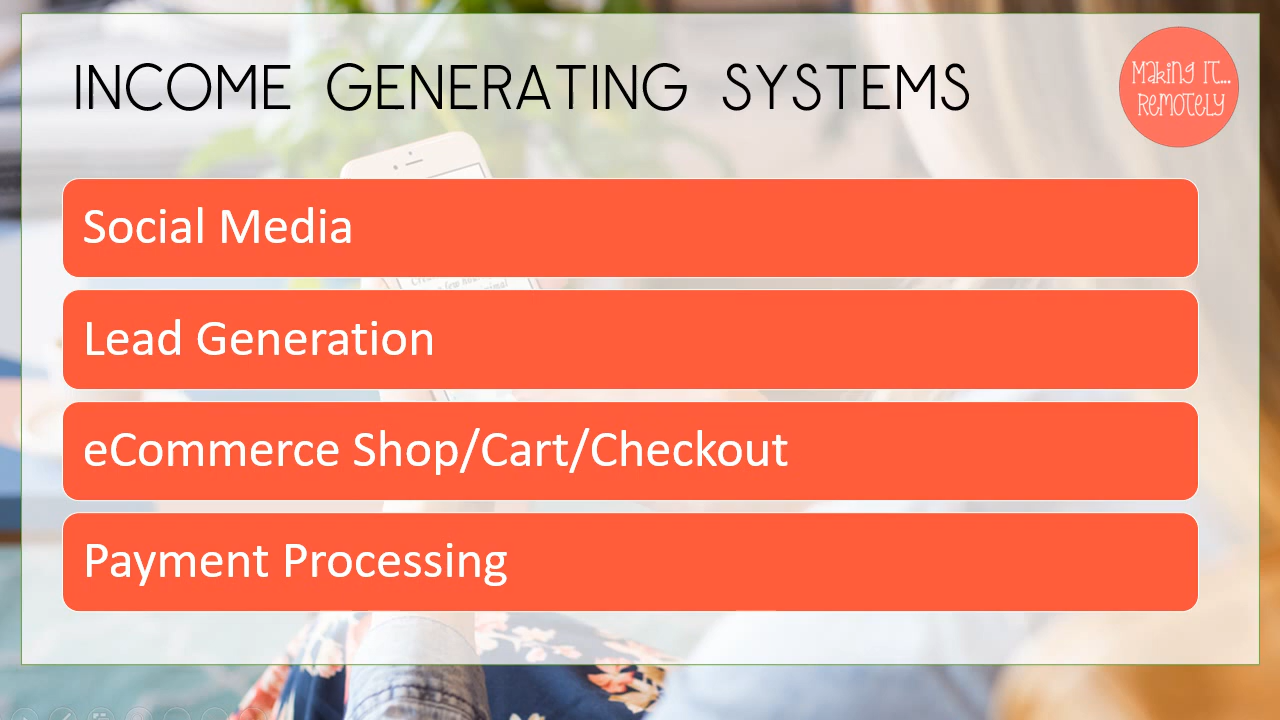 INCOME GENERATING SYSTEMS
Making It...
Remotely
Social Media
Lead Generation
eCommerce Shop/Cart/Checkout
Payment Processing